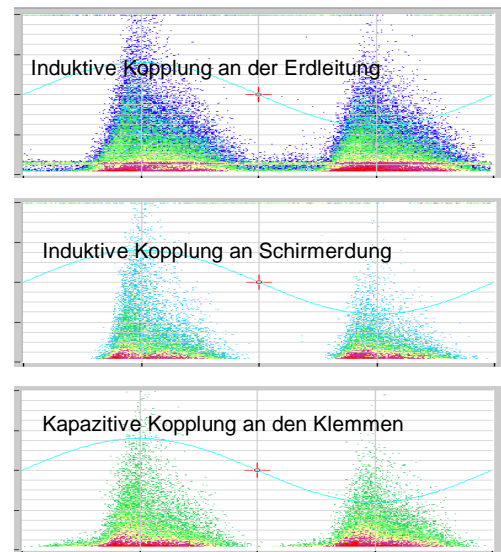 Induktive Kopplung an der Erdleitung
Induktive Kopplung an Schirmerdung
Kapazitive Kopplung an den Klemmen